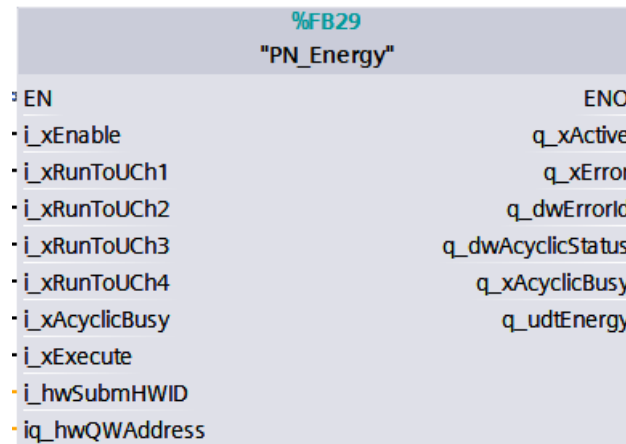 %FB29
"PN_Energy"
EN ENO
i_xEnable q_xActive
i_xRunToUCh1 q_xError
i_xRunToUCh2 q_dwErrorId
i_xRunToUCh3 q_dwAcyclicStatus
i_xRunToUCh4 q_xAcyclicBusy
i_xAcyclicBusy q_udtEnergy
i_xExecute
i_hwSubmHWID
iq_hwQWAddress